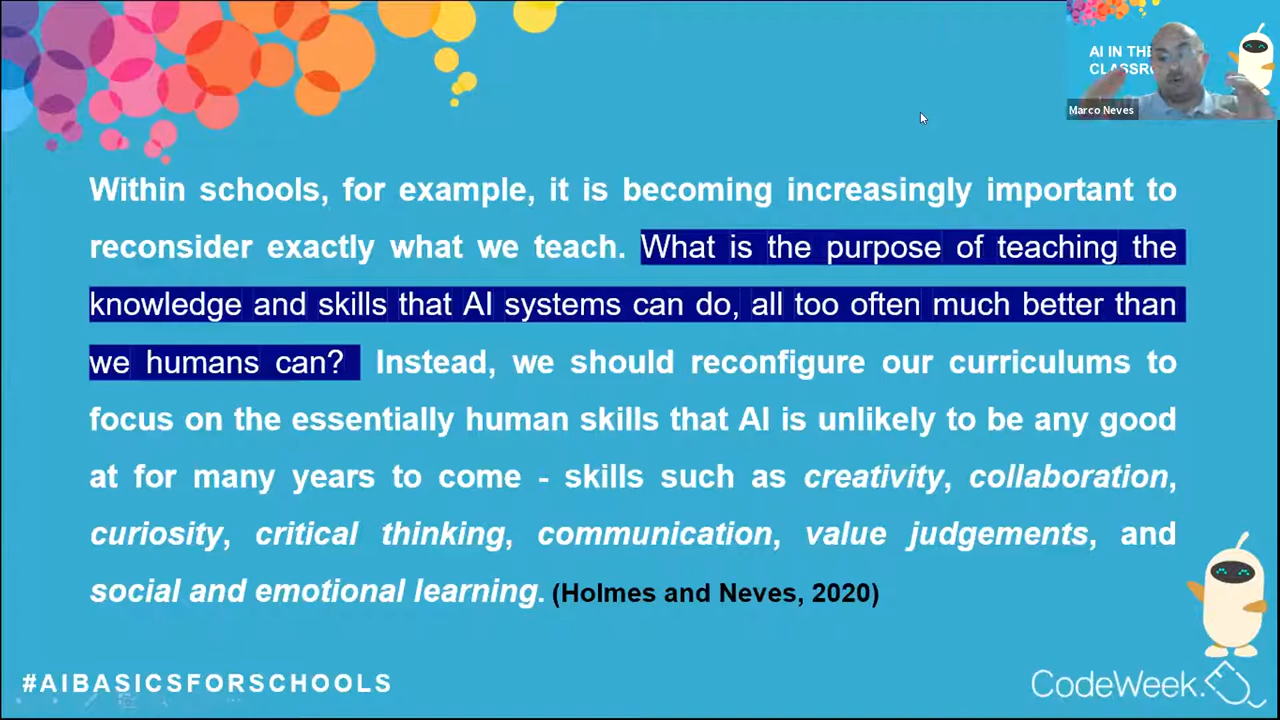 AI IN THE
CLASSR
Marco Neves
Within schools, for example, it is becoming increasingly important to
reconsider exactly what we teach. What is the purpose of teaching the
knowledge and skills that AI systems can do, all too often much better than
we humans can? Instead, we should reconfigure our curriculums to
focus on the essentially human skills that AI is unlikely to be any good
at for many years to come - skills such as creativity, collaboration,
curiosity, critical thinking, communication, value judgements, and
social and emotional learning. (Holmes and Neves, 2020)
#AIBASICSFORSCHOOLS
CodeWeek